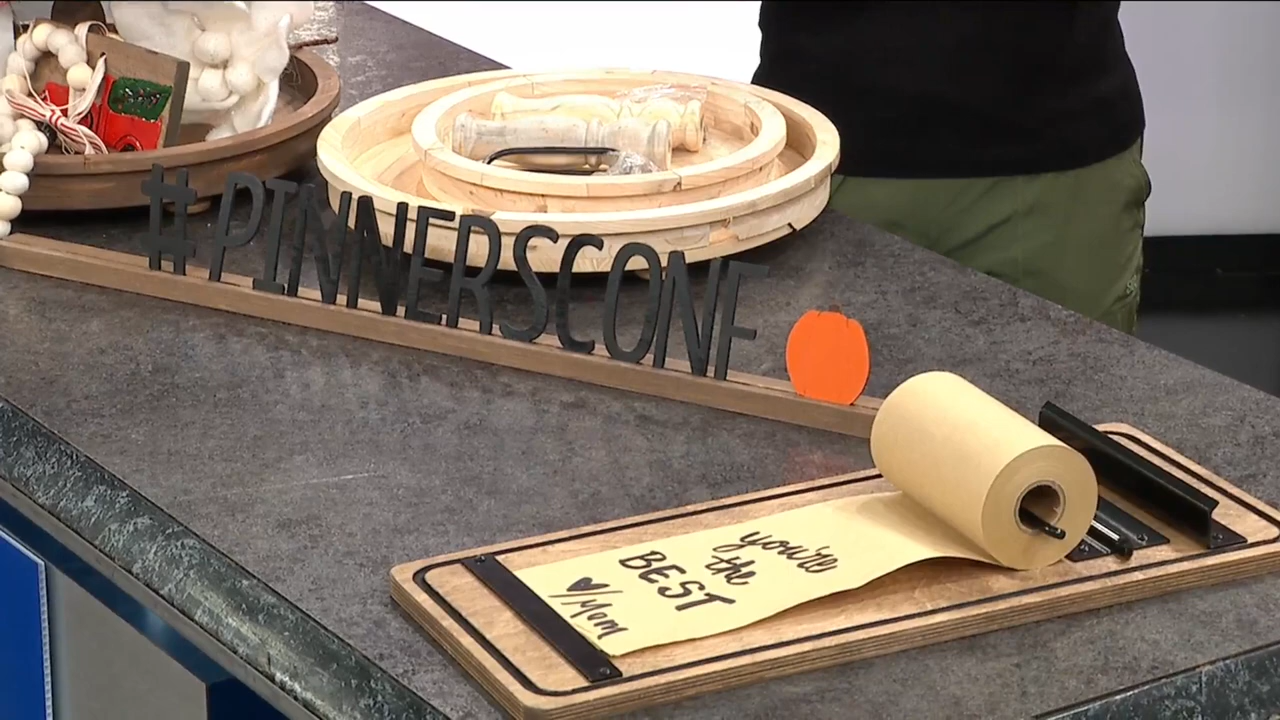 #PINNERSCONF
you're
the
BEST
♥/Mom